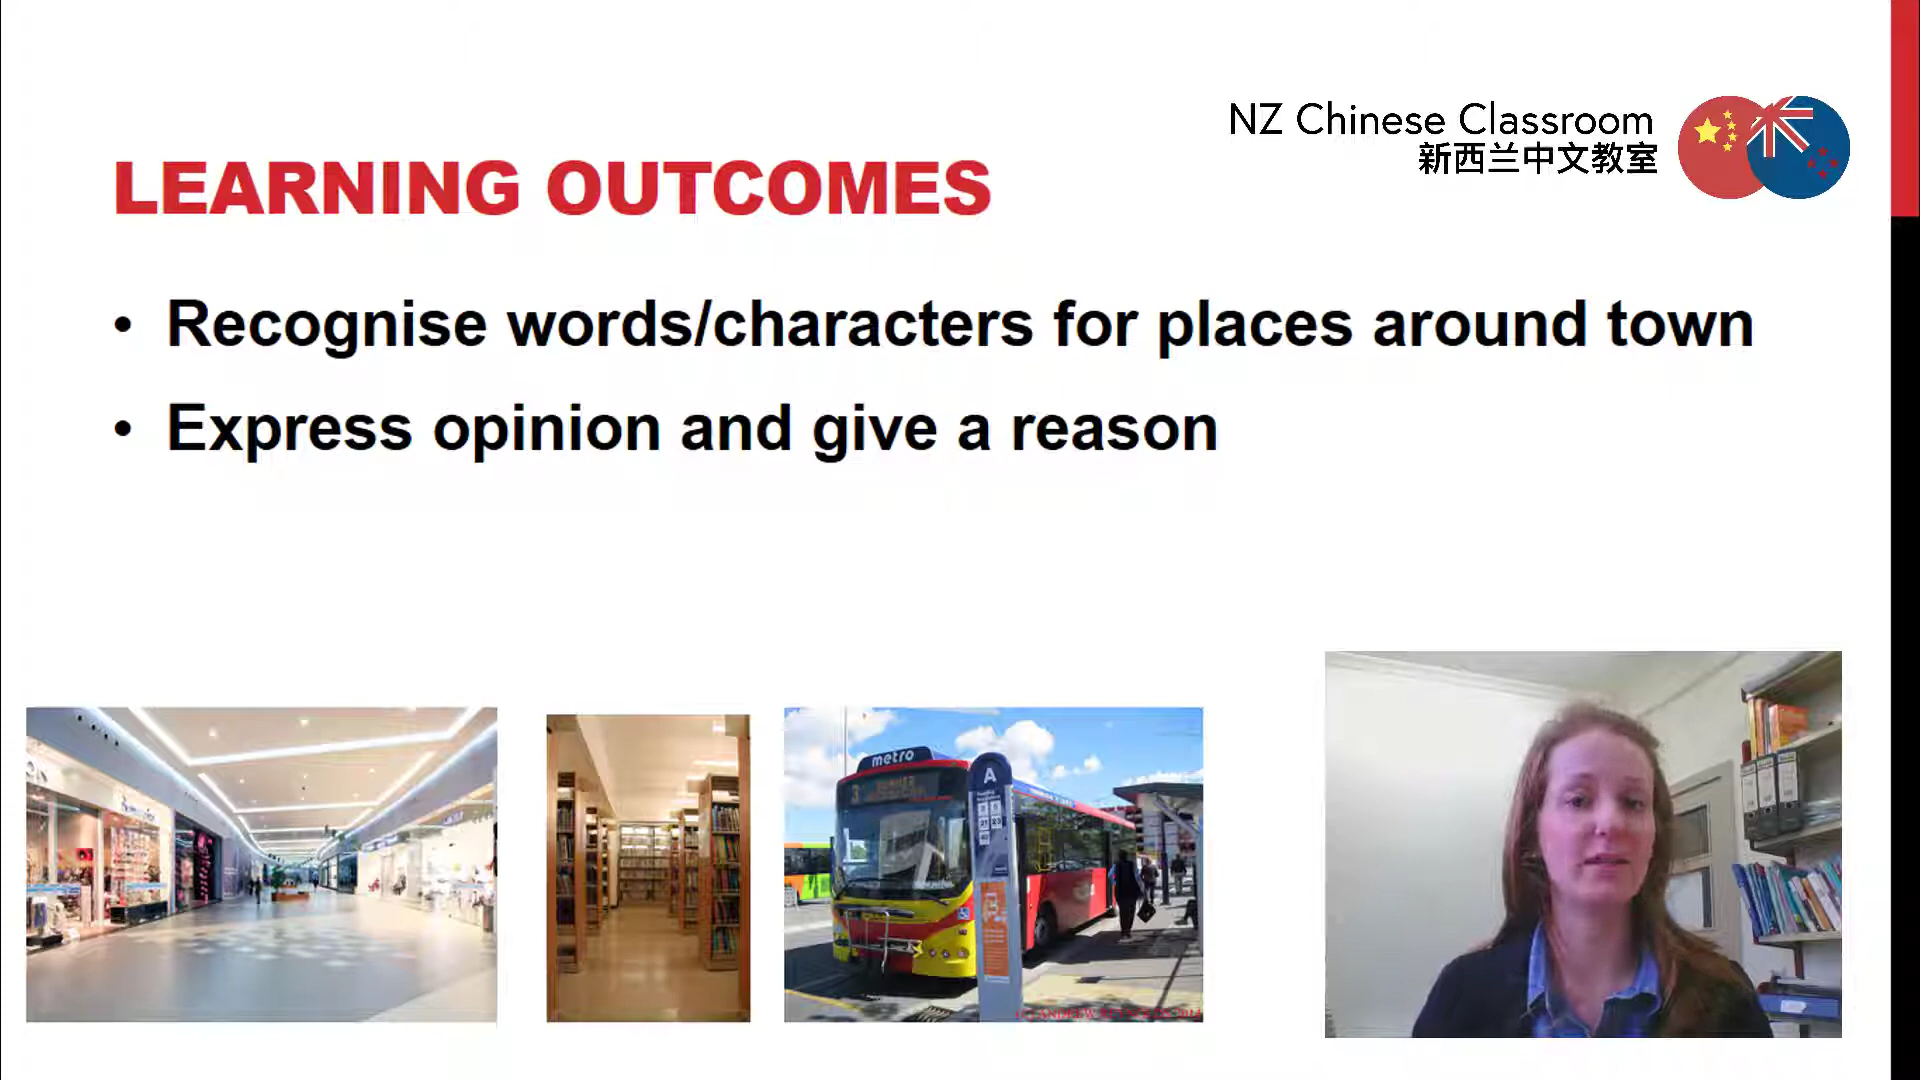 NZ Chinese Classroom
新西兰中文教室
LEARNING OUTCOMES
• Recognise words/characters for places around town
• Express opinion and give a reason
metro
3
A